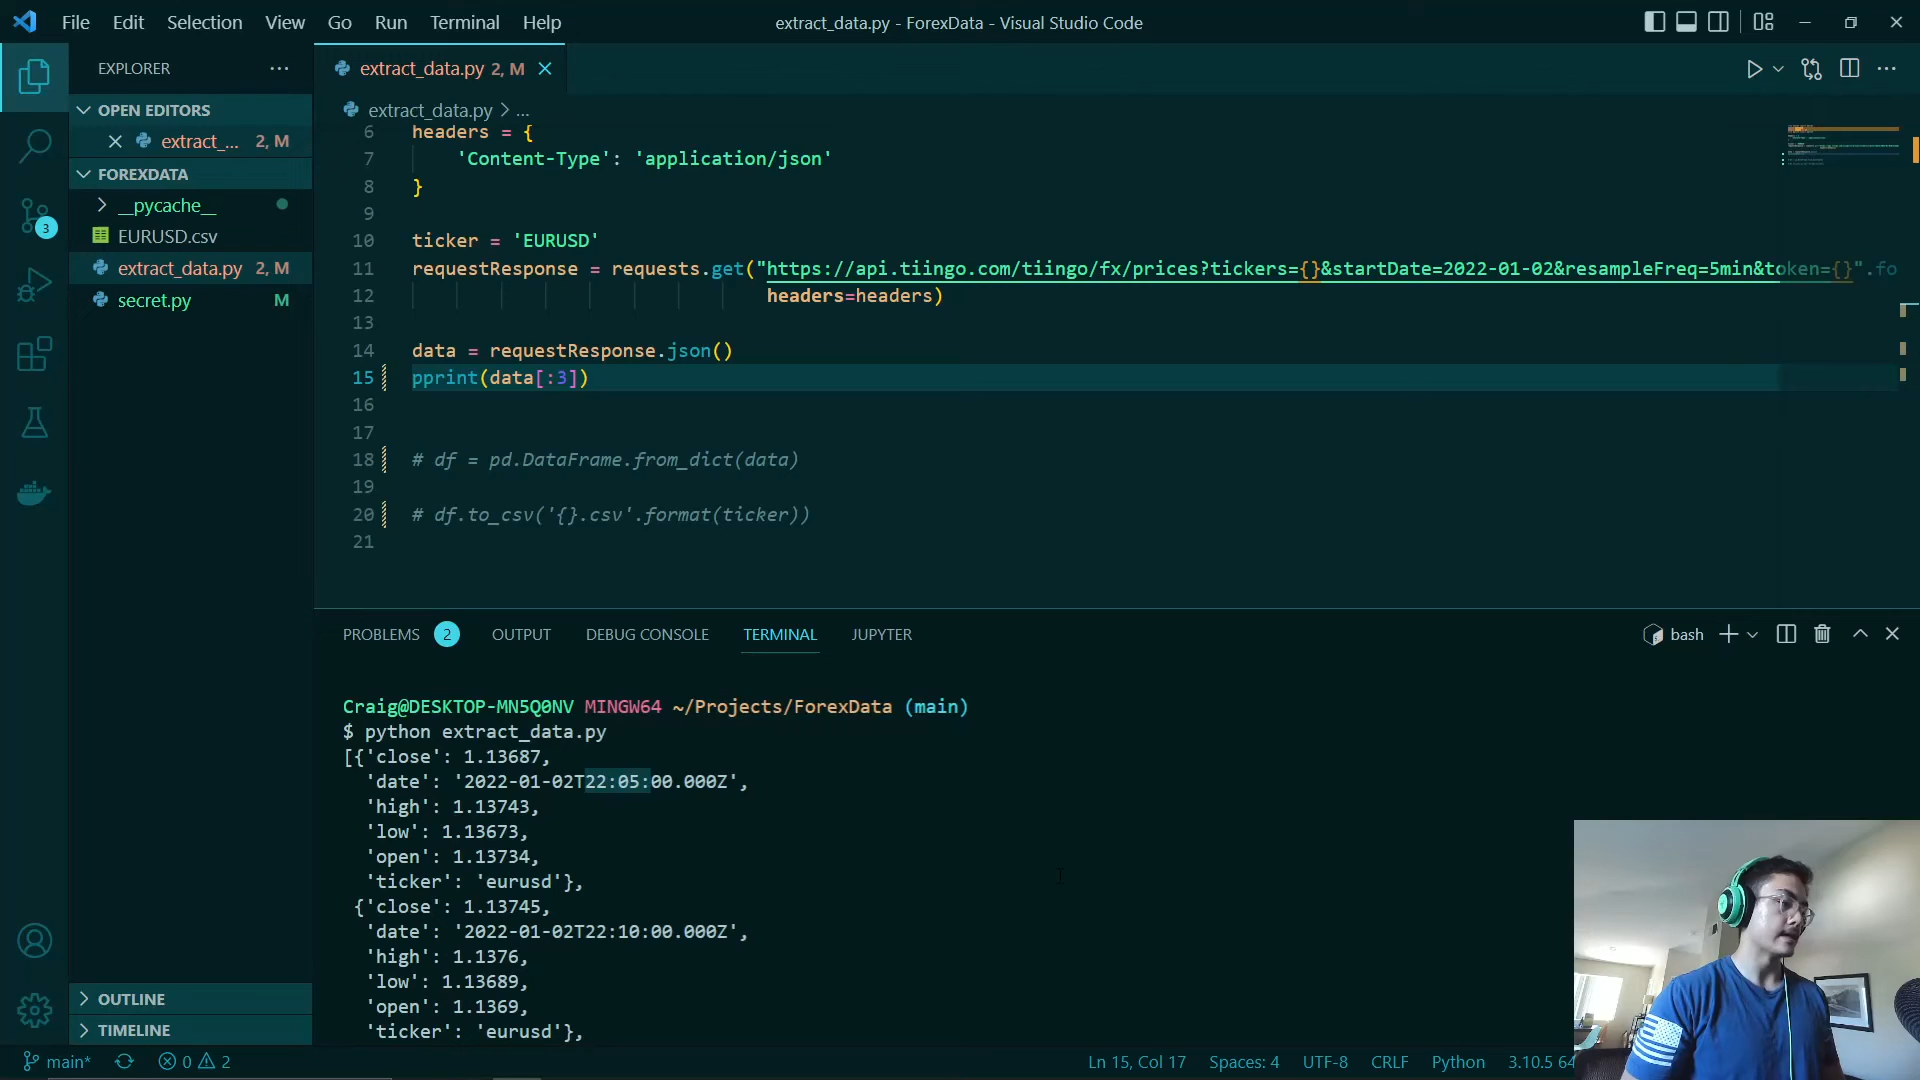 File Edit Selection View Go Run Terminal Help
extract_data.py - ForexData - Visual Studio Code
EXPLORER
OPEN EDITORS
extract_... 2, M
FOREXDATA
__pycache__
EURUSD.csv
extract_data.py 2, M
secret.py M
OUTLINE
TIMELINE
extract_data.py 2, M
extract_data.py > ...
6 headers = {
7 'Content-Type': 'application/json'
8 }
9
10 ticker = 'EURUSD'
11 requestResponse = requests.get("https://api.tiingo.com/tiingo/fx/prices?tickers={}&startDate=2022-01-02&resampleFreq=5min&token={}".fo
12 headers=headers)
13
14 data = requestResponse.json()
15 pprint(data[:3])
16
17
18 # df = pd.DataFrame.from_dict(data)
19
20 # df.to_csv('{}.csv'.format(ticker))
21
PROBLEMS 2 OUTPUT DEBUG CONSOLE TERMINAL JUPYTER
bash
Craig@DESKTOP-MN5Q0NV MINGW64 ~/Projects/ForexData (main)
$ python extract_data.py
[{'close': 1.13687,
'date': '2022-01-02T22:05:00.000Z',
'high': 1.13743,
'low': 1.13673,
'open': 1.13734,
'ticker': 'eurusd'},
{'close': 1.13745,
'date': '2022-01-02T22:10:00.000Z',
'high': 1.1376,
'low': 1.13689,
'open': 1.1369,
'ticker': 'eurusd'},
3
main* 0 2
Ln 15, Col 17 Spaces: 4 UTF-8 CRLF Python 3.10.5 64